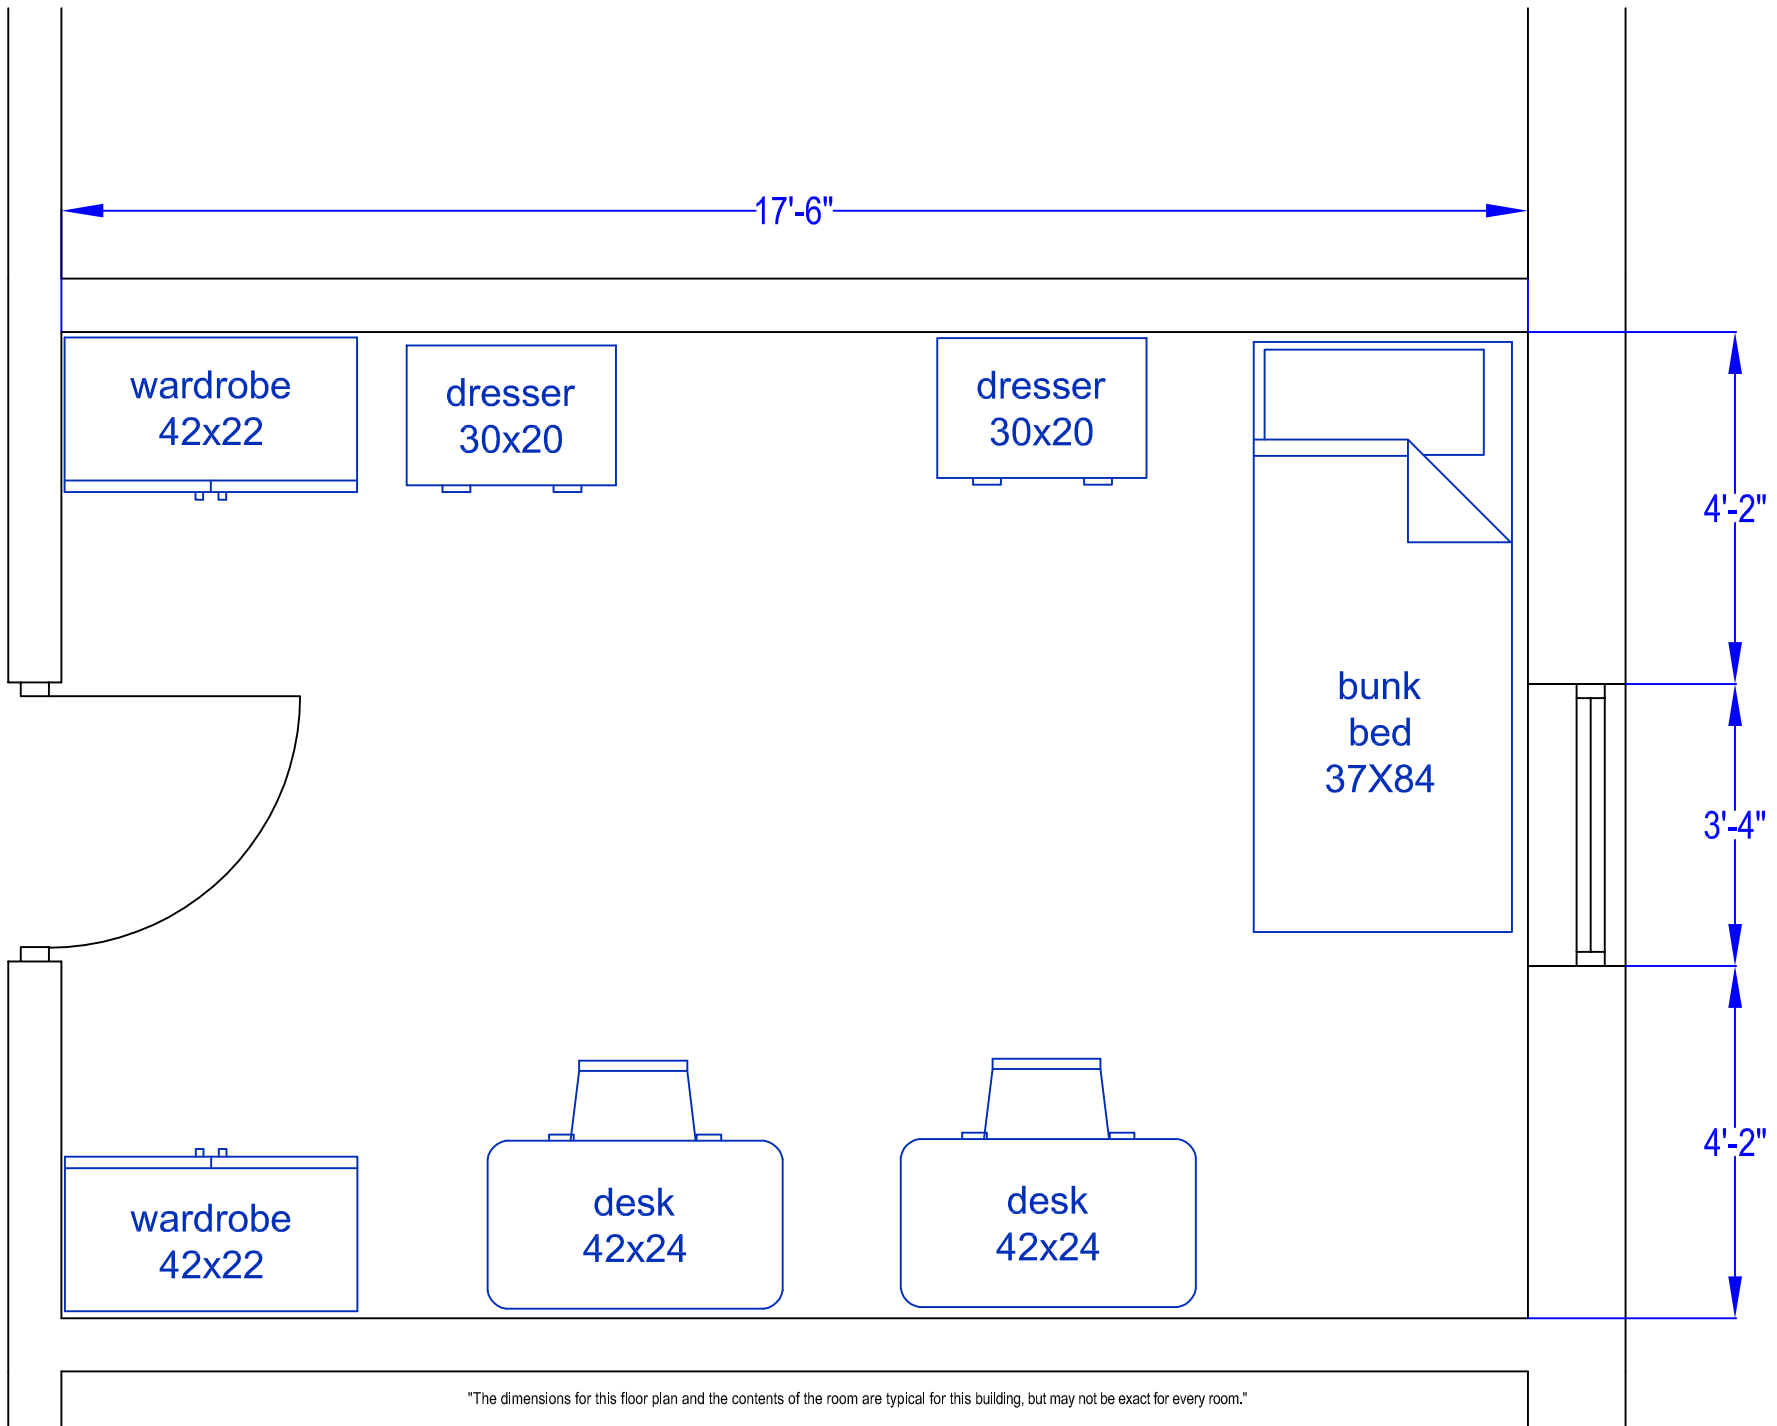 17'-6"
wardrobe
42x22
dresser
30x20
dresser
30x20
4'-2"
bunk
bed
37X84
3'-4"
4'-2"
wardrobe
42x22
desk
42x24
desk
42x24
"The dimensions for this floor plan and the contents of the room are typical for this building, but may not be exact for every room."